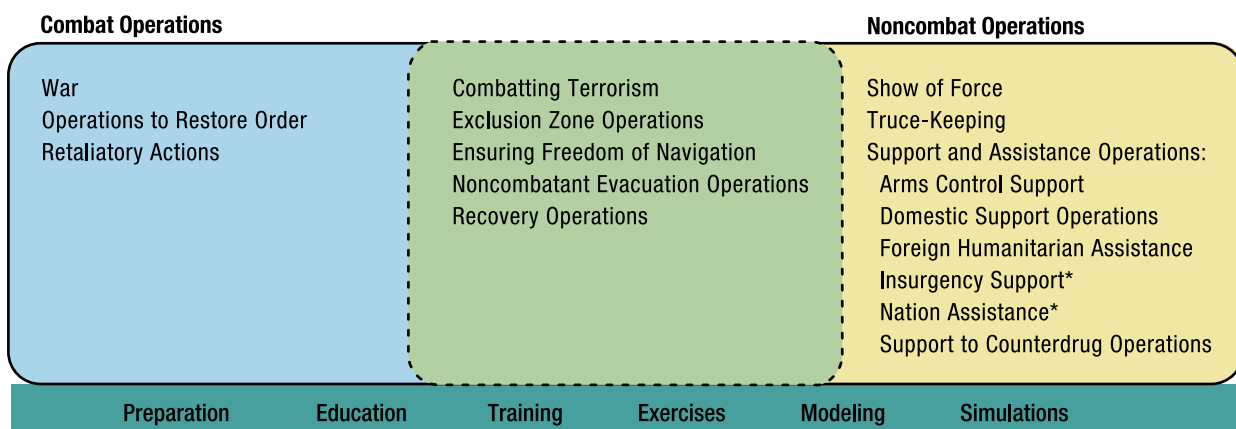 Combat Operations
Noncombat Operations
War
Operations to Restore Order
Retaliatory Actions
Combatting Terrorism
Exclusion Zone Operations
Ensuring Freedom of Navigation
Noncombatant Evacuation Operations
Recovery Operations
Show of Force
Truce-Keeping
Support and Assistance Operations:
Arms Control Support
Domestic Support Operations
Foreign Humanitarian Assistance
Insurgency Support*
Nation Assistance*
Support to Counterdrug Operations
Preparation Education Training Exercises Modeling Simulations